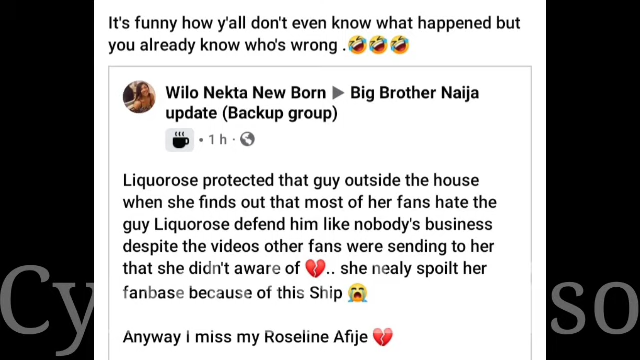 It's funny how y'all don't even know what happened but
you already know who's wrong .🤣🤣🤣
Wilo Nekta New Born ▶ Big Brother Naija
update (Backup group)
• 1 h ·
Liquorose protected that guy outside the house
when she finds out that most of her fans hate the
guy Liquorose defend him like nobody's business
despite the videos other fans were sending to her
that she didn't aware of 💔.. she nealy spoilt her
fanbase because of this Ship 😭
Anyway I miss my Roseline Afije 💔
Cy
so